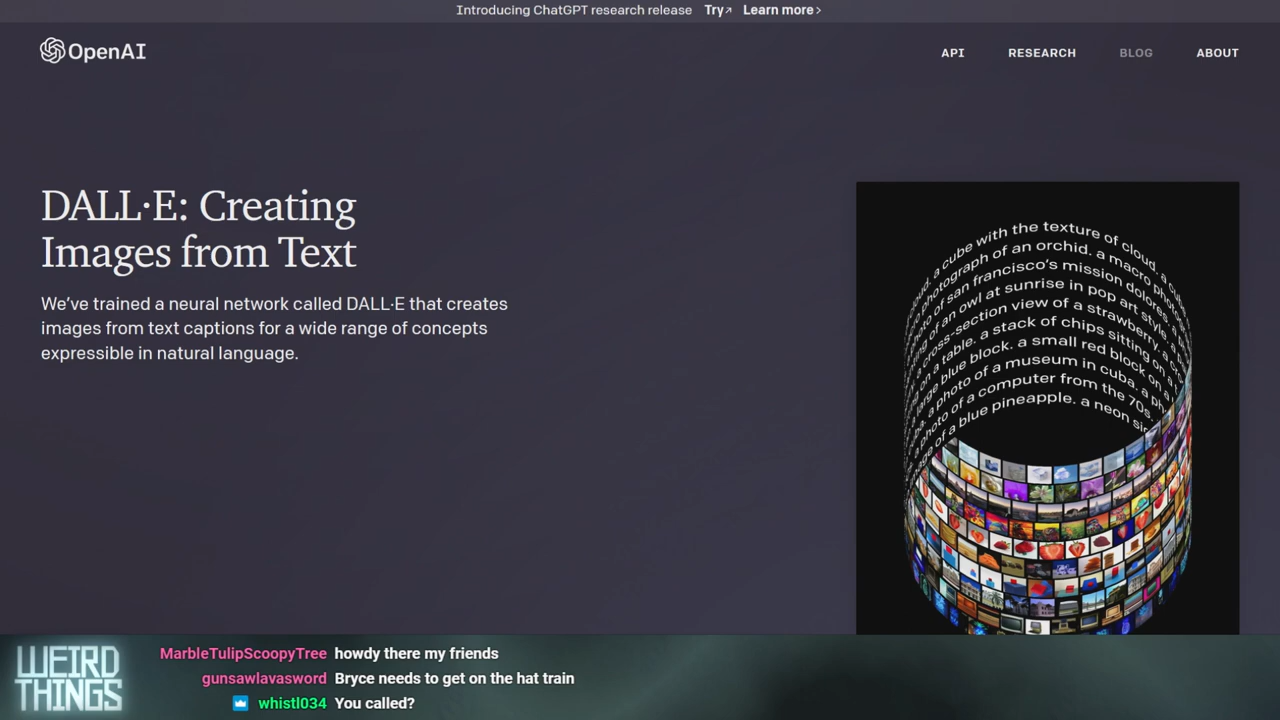 Introducing ChatGPT research release Try↗ Learn more›
OpenAI
API RESEARCH BLOG ABOUT
DALL·E: Creating
Images from Text
We’ve trained a neural network called DALL·E that creates
images from text captions for a wide range of concepts
expressible in natural language.
a cube with the texture of cloud. a
photograph of an orchid. a macro
of san francisco’s mission dolores.
of an owl at sunrise in pop art style
a cross-section view of a strawberry.
on a table. a stack of chips sitting on a
large blue block. a small red block on
a photo of a museum in cuba. a
photo of a computer from the 70s.
of a blue pineapple. a neon
WEIRD
THINGS
MarbleTulipScoopyTree howdy there my friends
gunsawlavasword Bryce needs to get on the hat train
whistl034 You called?